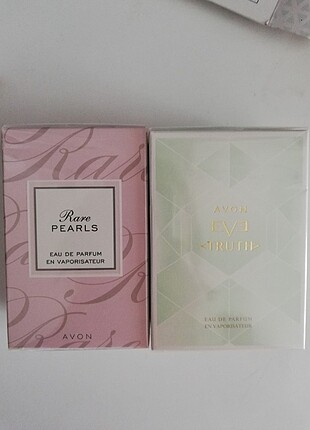 Rare
PEARLS
EAU DE PARFUM
EN VAPORISATEUR
AVON
AVON
EVE
<TRUTH>
EAU DE PARFUM
EN VAPORISATEUR